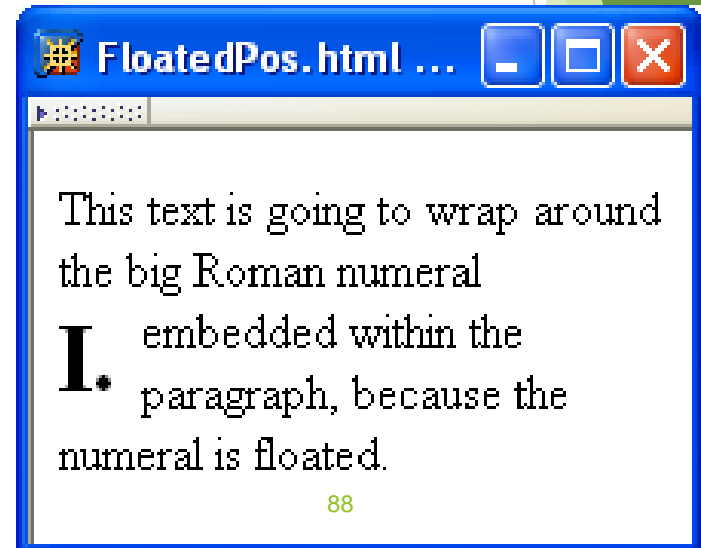 FloatedPos.html ...
This text is going to wrap around
the big Roman numeral
I. embedded within the
paragraph, because the
numeral is floated.
88